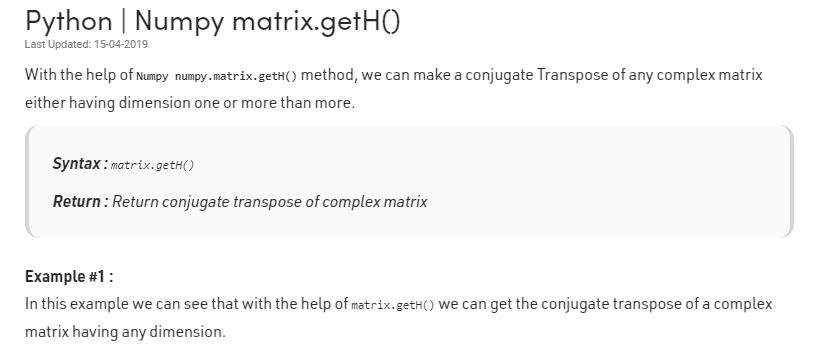 Python | Numpy matrix.getH()
Last Updated: 15-04-2019
With the help of Numpy numpy.matrix.getH() method, we can make a conjugate Transpose of any complex matrix
either having dimension one or more than more.
Syntax : matrix.getH()
Return : Return conjugate transpose of complex matrix
Example #1 :
In this example we can see that with the help of matrix.getH() we can get the conjugate transpose of a complex
matrix having any dimension.